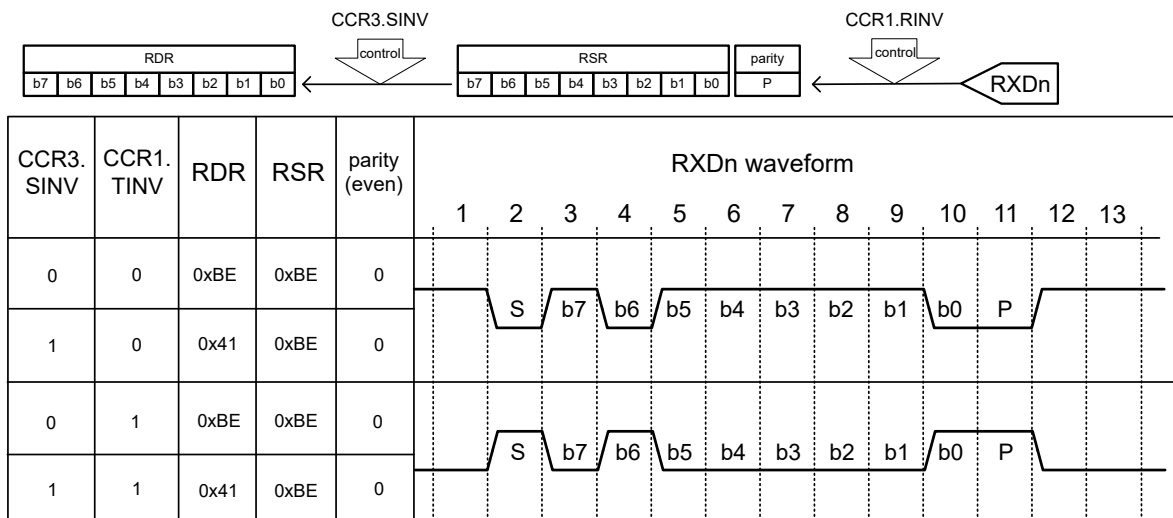 CCR3.SINV CCR1.RINV
RDR control RSR parity control
b7 b6 b5 b4 b3 b2 b1 b0 b7 b6 b5 b4 b3 b2 b1 b0 P RXDn
CCR3. SINV CCR1. TINV RDR RSR parity (even) RXDn waveform
1 2 3 4 5 6 7 8 9 10 11 12 13
0 0 0xBE 0xBE 0
S b7 b6 b5 b4 b3 b2 b1 b0 P
1 0 0x41 0xBE 0
0 1 0xBE 0xBE 0
S b7 b6 b5 b4 b3 b2 b1 b0 P
1 1 0x41 0xBE 0